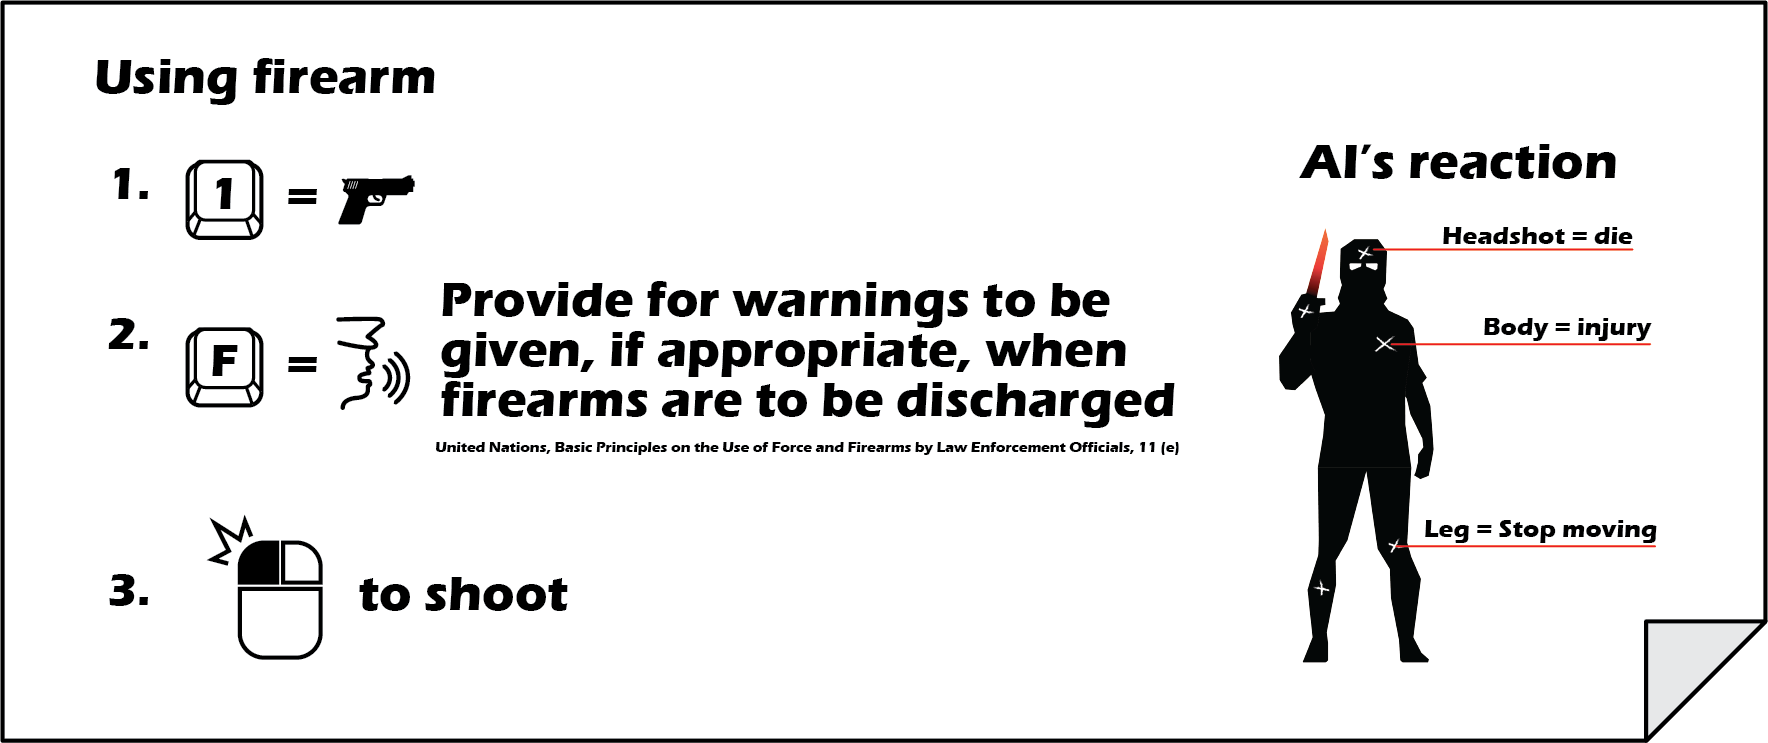 Using firearm
1. 1 =
2. F = Provide for warnings to be
given, if appropriate, when
firearms are to be discharged
United Nations, Basic Principles on the Use of Force and Firearms by Law Enforcement Officials, 11 (e)
3. to shoot
AI's reaction
Headshot = die
Body = injury
Leg = Stop moving